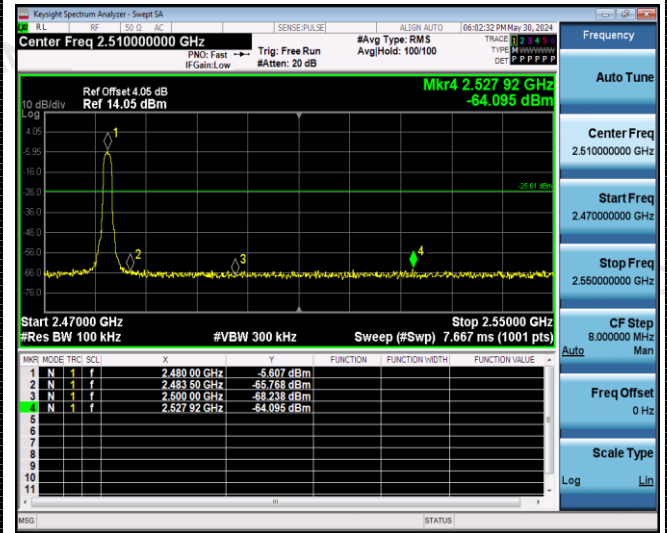 Keysight Spectrum Analyzer - Swept SA
RL RF 50 Ω AC SENSE:PULSE ALIGN AUTO 06:02:32 PM May 30, 2024
Center Freq 2.510000000 GHz
PNO: Fast
IFGain:Low
Trig: Free Run
#Atten: 20 dB
#Avg Type: RMS
Avg|Hold: 100/100
TRACE 1 2 3 4 5 6
TYPE M WWWWW
DET P P P P P P
Ref Offset 4.05 dB
10 dB/div Ref 14.05 dBm
Log
Mkr4 2.527 92 GHz
-64.095 dBm
4.05
-5.95
-16.0
-26.0
-36.0
-46.0
-56.0
-66.0
-76.0
1
2
3
4
-25.61 dBm
Start 2.47000 GHz Stop 2.55000 GHz
#Res BW 100 kHz #VBW 300 kHz Sweep (#Swp) 7.667 ms (1001 pts)
MKR MODE TRC SCL X Y FUNCTION FUNCTION WIDTH FUNCTION VALUE
1 N 1 f 2.480 00 GHz -5.607 dBm
2 N 1 f 2.483 50 GHz -65.768 dBm
3 N 1 f 2.500 00 GHz -68.238 dBm
4 N 1 f 2.527 92 GHz -64.095 dBm
5
6
7
8
9
10
11
MSG STATUS
Frequency
Auto Tune
Center Freq
2.510000000 GHz
Start Freq
2.470000000 GHz
Stop Freq
2.550000000 GHz
CF Step
8.000000 MHz
Auto Man
Freq Offset
0 Hz
Scale Type
Log Lin